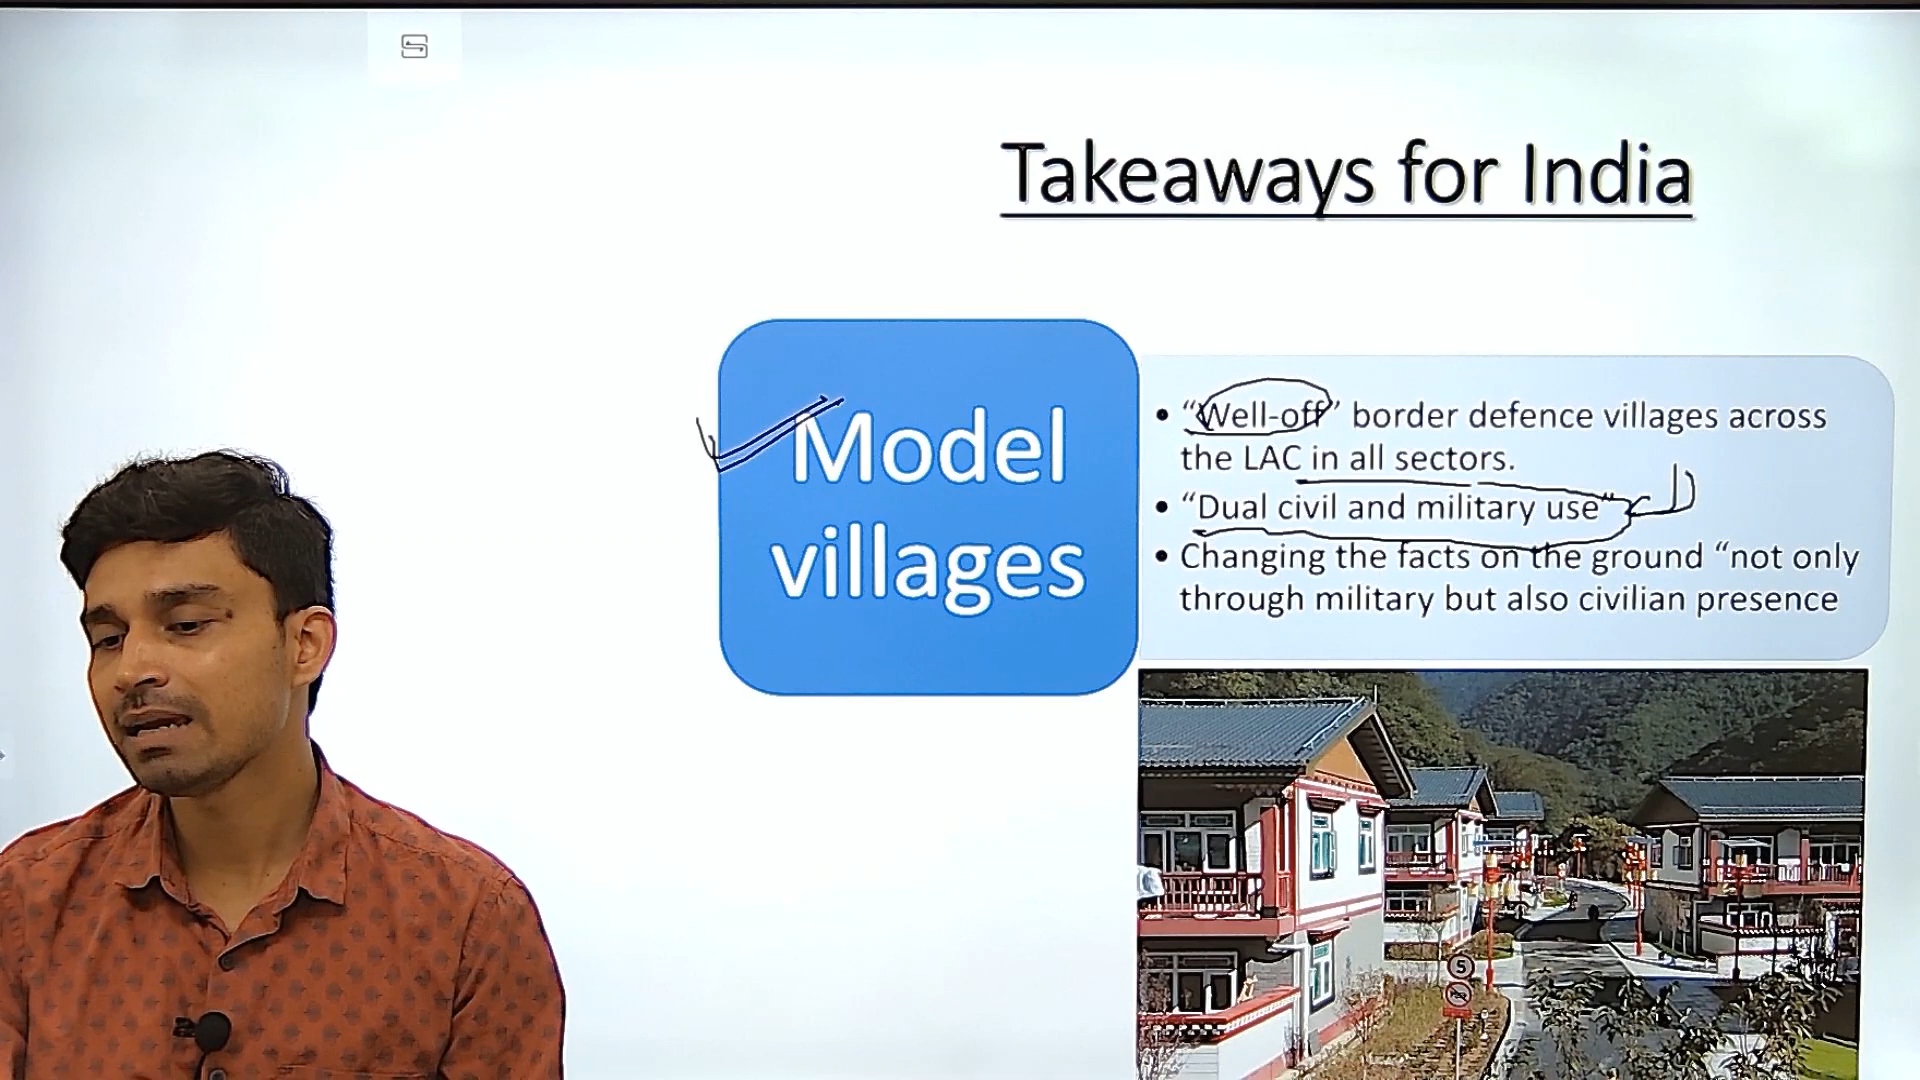 Takeaways for India
Model
villages
• “Well-off” border defence villages across
the LAC in all sectors.
• “Dual civil and military use”
• Changing the facts on the ground “not only
through military but also civilian presence
5